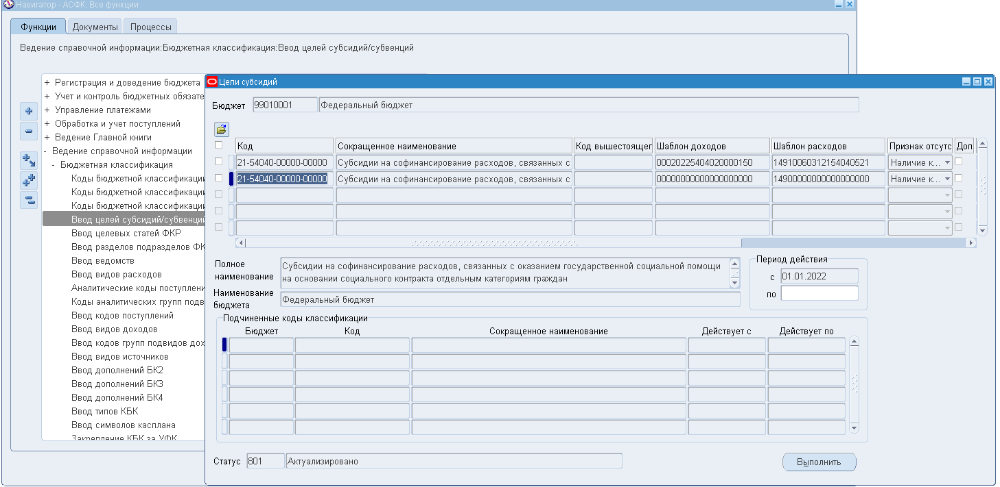 Навигатор - АСФК: Все функции
Функции Документы Процессы
Ведение справочной информации:Бюджетная классификация:Ввод целей субсидий/субвенций
+ Регистрация и доведение бюджета
+ Учет и контроль бюджетных обязате
+ Управление платежами
+ Обработка и учет поступлений
+ Ведение Главной книги
- Ведение справочной информации
- Бюджетная классификация
Коды бюджетной классификации
Коды бюджетной классификации
Коды бюджетной классификации
Ввод целей субсидий/субвенций
Ввод целевых статей ФКР
Ввод разделов подразделов ФК
Ввод ведомств
Ввод видов расходов
Аналитические коды поступлени
Коды аналитических групп подв
Ввод кодов поступлений
Ввод видов доходов
Ввод кодов групп подвидов дох
Ввод видов источников
Ввод дополнений БК2
Ввод дополнений БК3
Ввод дополнений БК4
Ввод типов КБК
Ввод символов касплана
Закрепление КБК за УФК
Цели субсидий
Бюджет 99010001 Федеральный бюджет
Код Сокращенное наименование Код вышестоящег Шаблон доходов Шаблон расходов Признак отсутс Доп
21-54040-00000-00000 Субсидии на софинансирование расходов, связанных с 00020225404020000150 14910060312154040521 Наличие к...
21-54040-00000-00000 Субсидии на софинансирование расходов, связанных с 00000000000000000000 14900000000000000000 Наличие к...
Полное наименование
Субсидии на софинансирование расходов, связанных с оказанием государственной социальной помощи
на основании социального контракта отдельным категориям граждан
Наименование бюджета
Федеральный бюджет
Период действия
с 01.01.2022
по
Подчиненные коды классификации
Бюджет Код Сокращенное наименование Действует с Действует по
Статус 801 Актуализировано
Выполнить